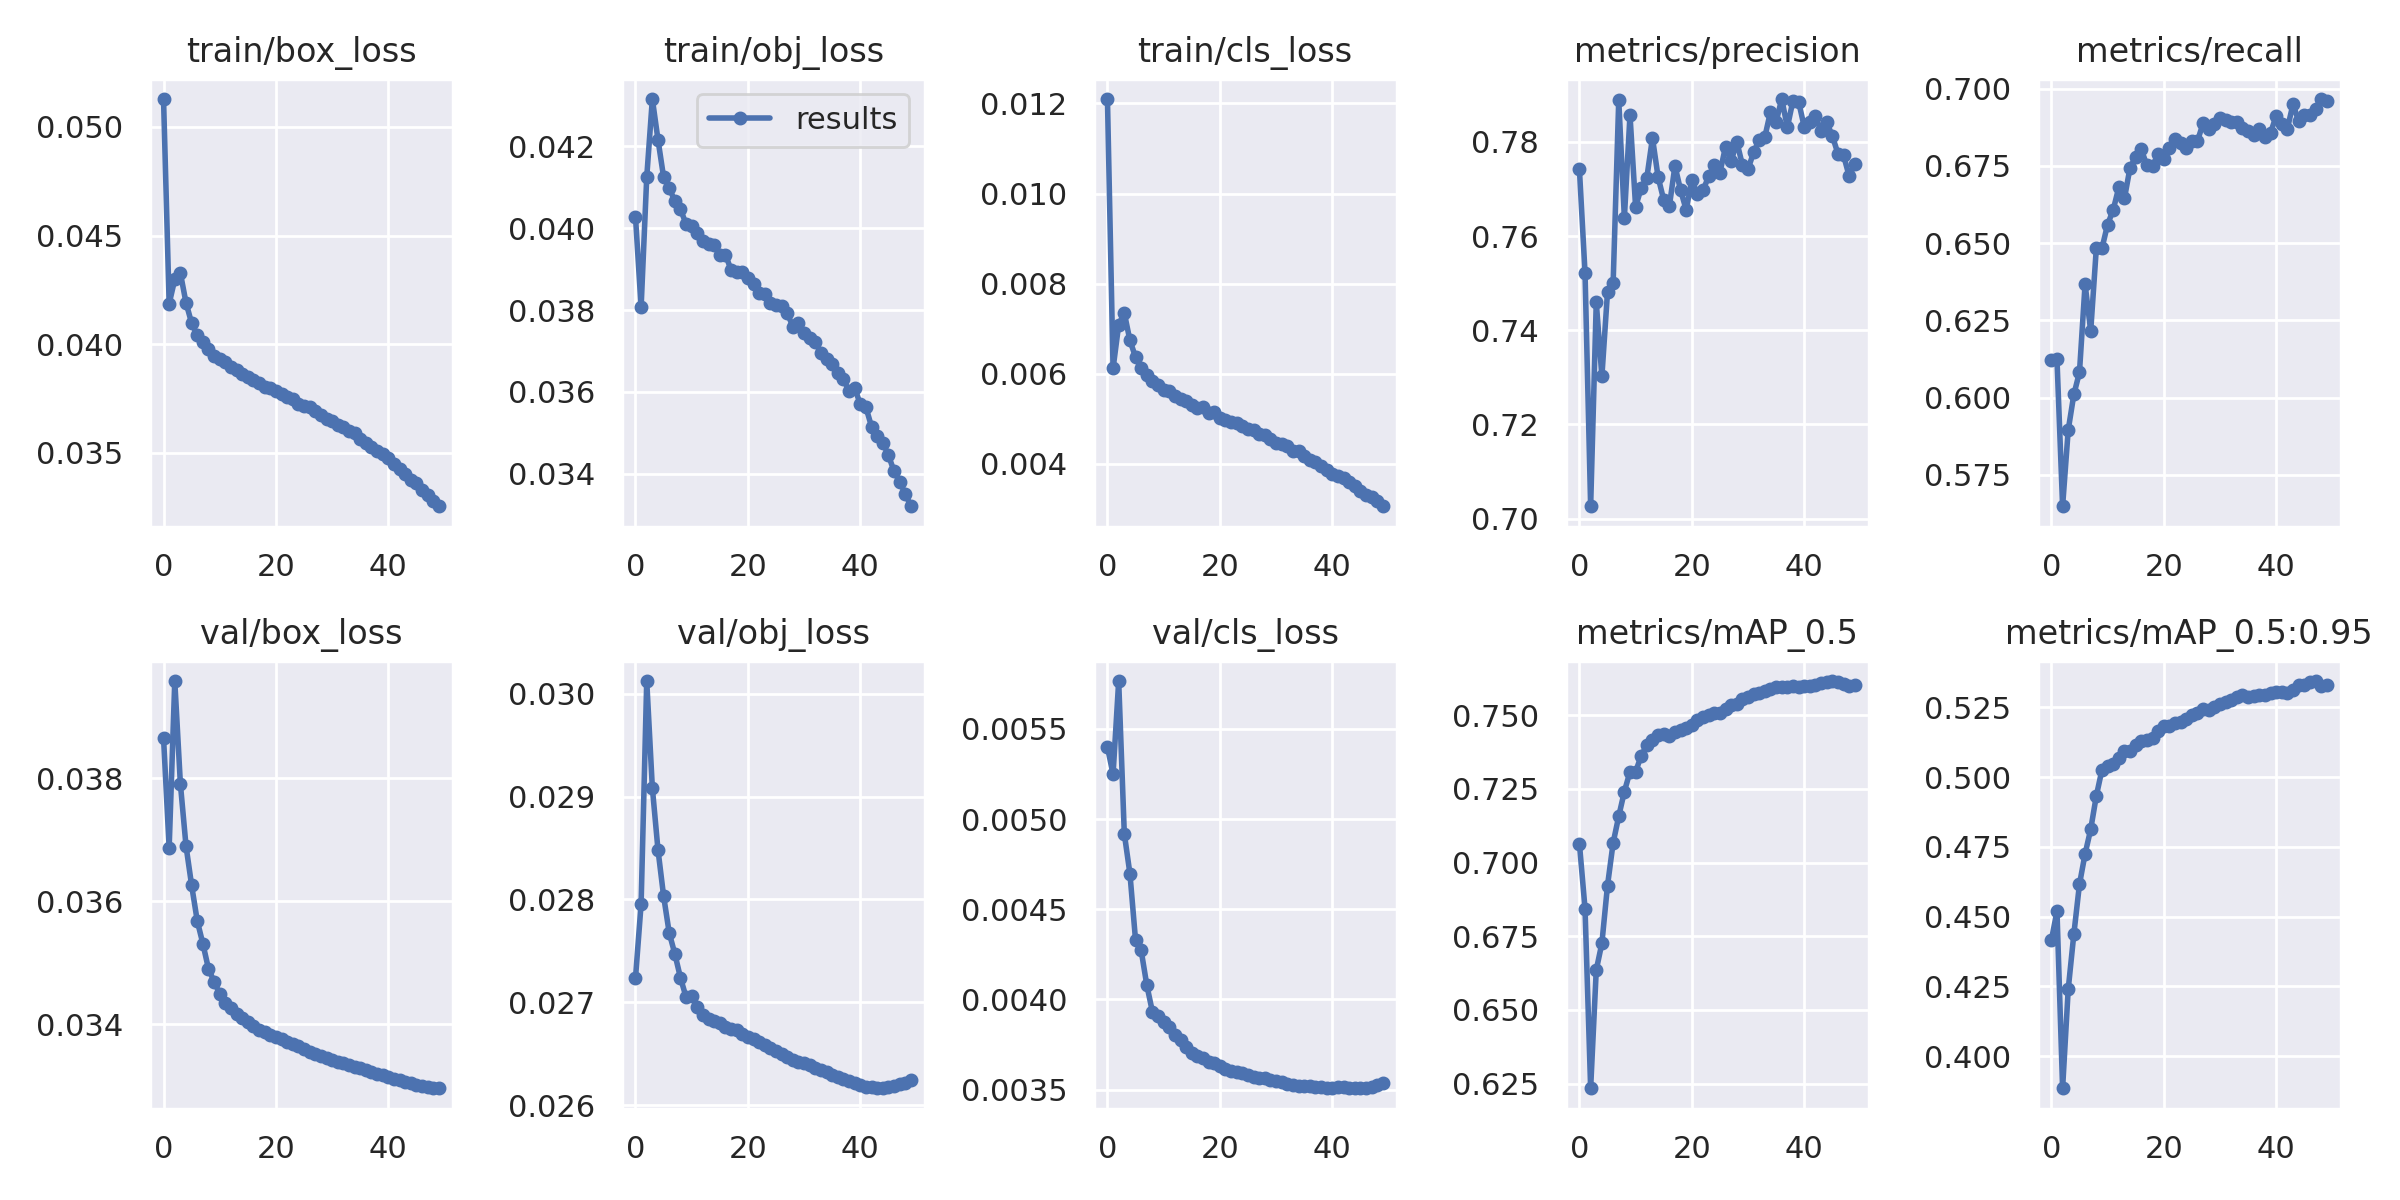 train/box_loss
0.050
0.045
0.040
0.035
0 20 40
train/obj_loss
results
0.042
0.040
0.038
0.036
0.034
0 20 40
train/cls_loss
0.012
0.010
0.008
0.006
0.004
0 20 40
metrics/precision
0.78
0.76
0.74
0.72
0.70
0 20 40
metrics/recall
0.700
0.675
0.650
0.625
0.600
0.575
0 20 40
val/box_loss
0.038
0.036
0.034
0 20 40
val/obj_loss
0.030
0.029
0.028
0.027
0.026
0 20 40
val/cls_loss
0.0055
0.0050
0.0045
0.0040
0.0035
0 20 40
metrics/mAP_0.5
0.750
0.725
0.700
0.675
0.650
0.625
0 20 40
metrics/mAP_0.5:0.95
0.525
0.500
0.475
0.450
0.425
0.400
0 20 40